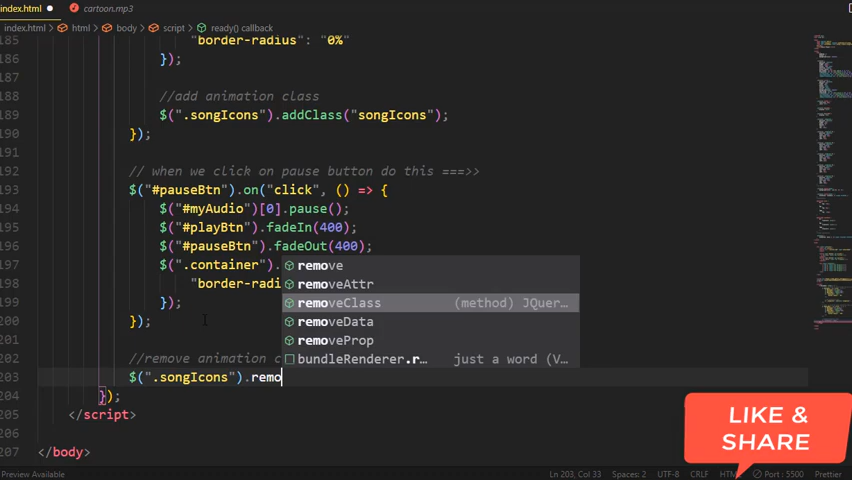 index.html ● cartoon.mp3
index.html > html > body > script > ready() callback
185 "border-radius": "0%"
186 });
187
188 //add animation class
189 $(".songIcons").addClass("songIcons");
190 });
191
192 // when we click on pause button do this ===>>
193 $("#pauseBtn").on("click", () => {
194 $("#myAudio")[0].pause();
195 $("#playBtn").fadeIn(400);
196 $("#pauseBtn").fadeOut(400);
197 $(".container").
remove
removeAttr
198 "border-radi
199 });
removeClass (method) JQuer…
200 });
removeData
201
removeProp
202 //remove animation c
bundleRenderer.r… just a word (V…
203 $(".songIcons").remo
204 });
205 </script>
206
207 </body>
LIKE &
SHARE
Preview Available Ln 203, Col 33 Spaces: 2 UTF-8 CRLF HTM Port : 5500 Prettier